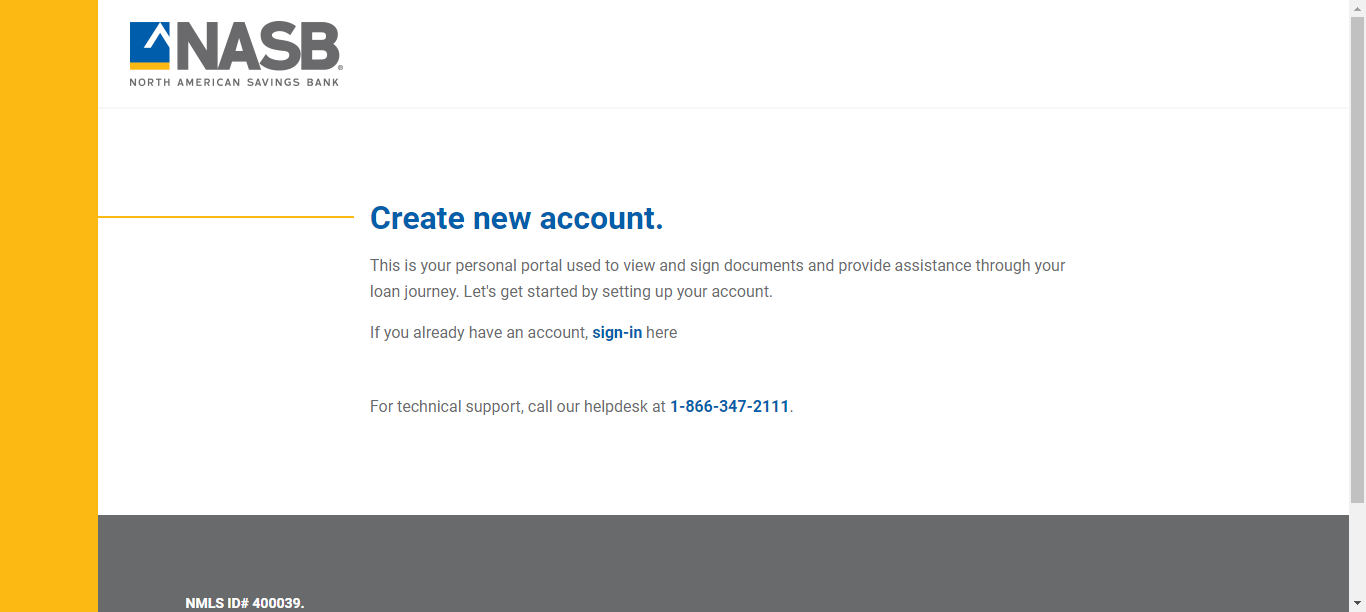 NASB®
NORTH AMERICAN SAVINGS BANK
Create new account.
This is your personal portal used to view and sign documents and provide assistance through your
loan journey. Let's get started by setting up your account.
If you already have an account, sign-in here
For technical support, call our helpdesk at 1-866-347-2111.
NMLS ID# 400039.